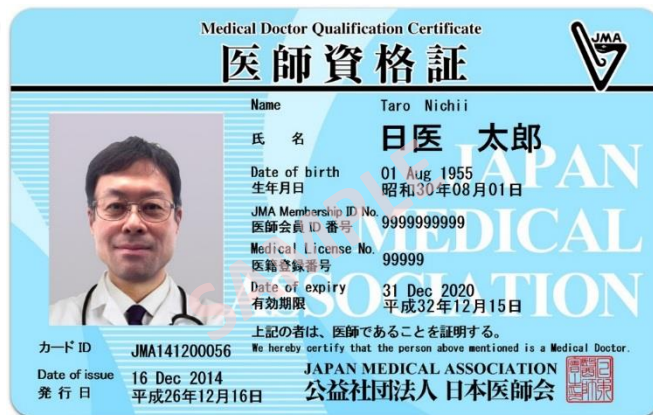 Medical Doctor Qualification Certificate
医師資格証
JMA
Name Taro Nichii
氏 名 日医 太郎
Date of birth 01 Aug 1955
生年月日 昭和30年08月01日
JMA Membership ID No.
医師会員 ID 番号 9999999999
Medical License No.
医籍登録番号 99999
Date of expiry 31 Dec 2020
有効期限 平成32年12月15日
上記の者は、医師であることを証明する。
We hereby certify that the person above mentioned is a Medical Doctor.
カード ID JMA141200056
Date of issue 16 Dec 2014
発 行 日 平成26年12月16日
JAPAN MEDICAL ASSOCIATION
公益社団法人 日本医師会
JAPAN
MEDICAL
ASSOCIATION
SAMPLE